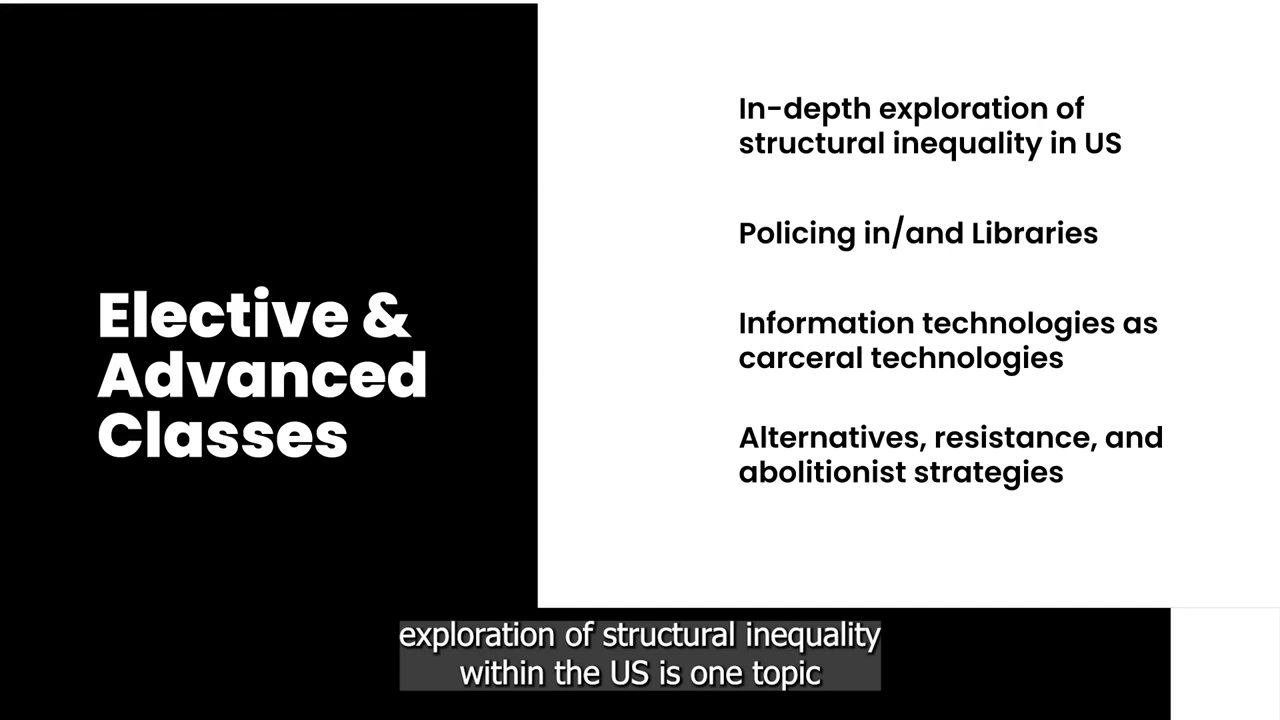 Elective &
Advanced
Classes
In-depth exploration of
structural inequality in US
Policing in/and Libraries
Information technologies as
carceral technologies
Alternatives, resistance, and
abolitionist strategies
exploration of structural inequality
within the US is one topic